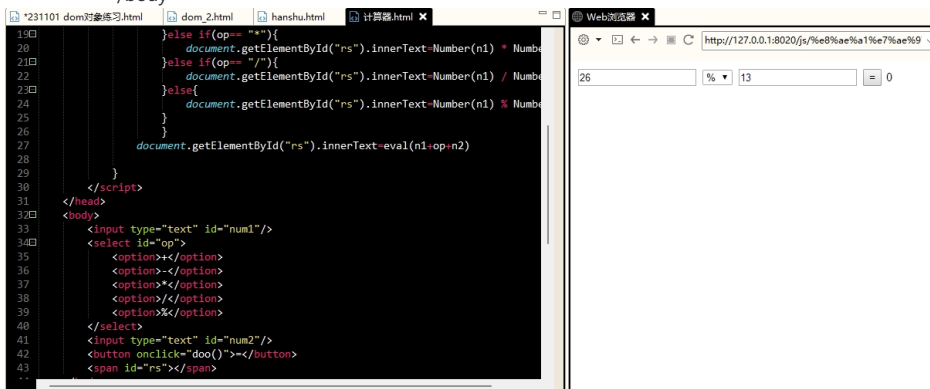 /body
*231101 dom对象练习.html dom_2.html hanshu.html 计算器.html
Web浏览器
http://127.0.0.1:8020/js/%e8%ae%a1%e7%ae%9
26 % 13 = 0
19 }else if(op== "*"){
20 document.getElementById("rs").innerText=Number(n1) * Numbe
21 }else if(op== "/"){
22 document.getElementById("rs").innerText=Number(n1) / Numbe
23 }else{
24 document.getElementById("rs").innerText=Number(n1) % Numbe
25 }
26 }
27 document.getElementById("rs").innerText=eval(n1+op+n2)
28
29 }
30 </script>
31 </head>
32 <body>
33 <input type="text" id="num1"/>
34 <select id="op">
35 <option>+</option>
36 <option>-</option>
37 <option>*</option>
38 <option>/</option>
39 <option>%</option>
40 </select>
41 <input type="text" id="num2"/>
42 <button onclick="doo()">=</button>
43 <span id="rs"></span>